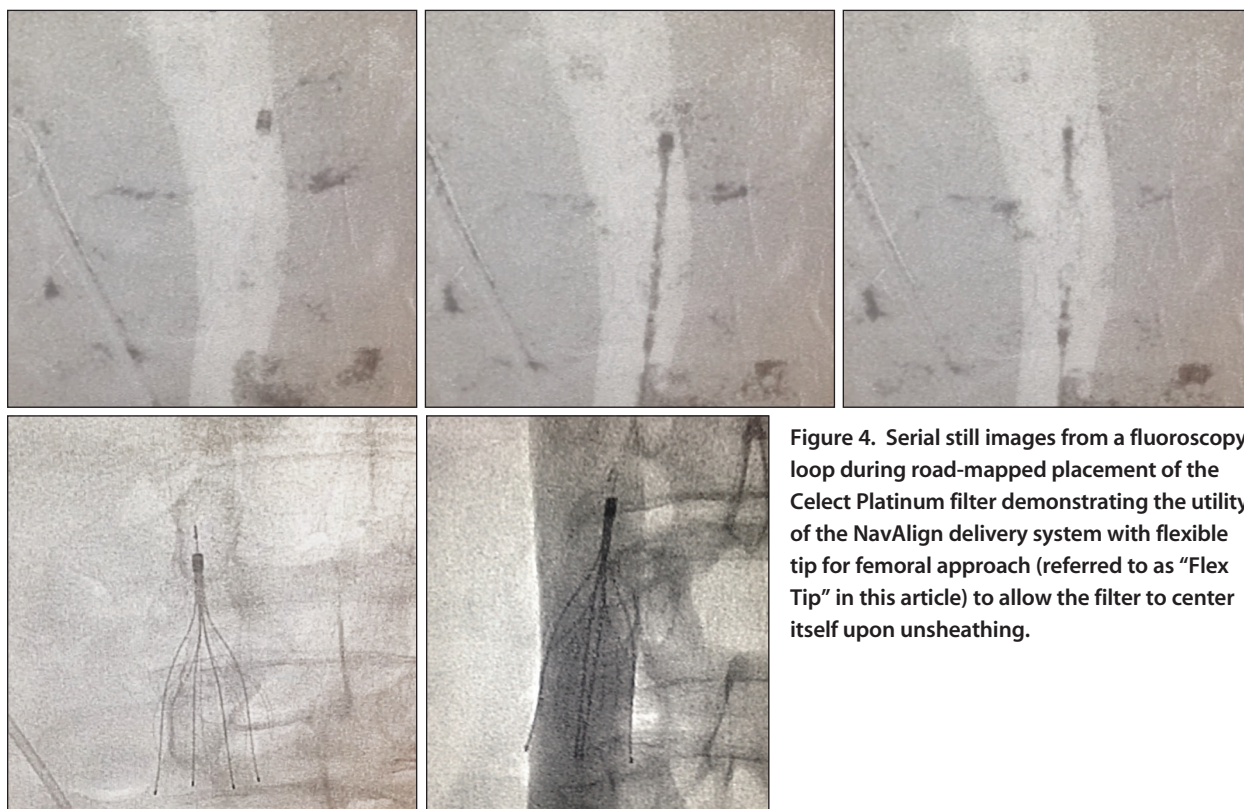 Figure 4. Serial still images from a fluoroscopy
loop during road-mapped placement of the
Celect Platinum filter demonstrating the utility
of the NavAlign delivery system with flexible
tip for femoral approach (referred to as “Flex
Tip” in this article) to allow the filter to center
itself upon unsheathing.